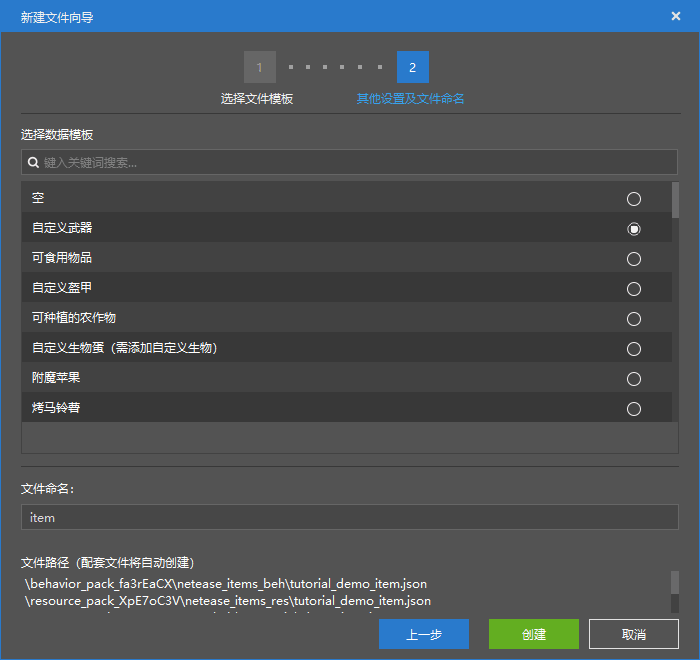 新建文件向导
1
2
选择文件模板
其他设置及文件命名
选择数据模板
键入关键词搜索...
空
自定义武器
可食用物品
自定义盔甲
可种植的农作物
自定义生物蛋（需添加自定义生物）
附魔苹果
烤马铃薯
文件命名：
item
文件路径（配套文件将自动创建）
\behavior_pack_fa3rEaCX\netease_items_beh\tutorial_demo_item.json
\resource_pack_XpE7oC3V\netease_items_res\tutorial_demo_item.json
上一步
创建
取消